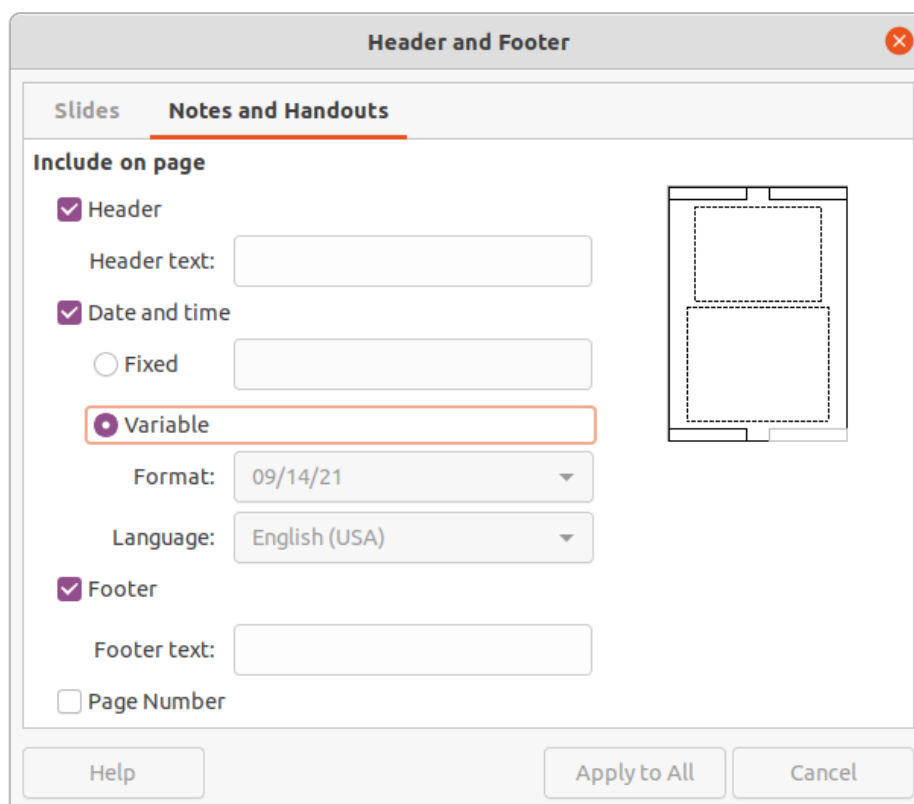 Header and Footer
Slides Notes and Handouts
Include on page
Header
Header text:
Date and time
Fixed
Variable
Format: 09/14/21
Language: English (USA)
Footer
Footer text:
Page Number
Help Apply to All Cancel